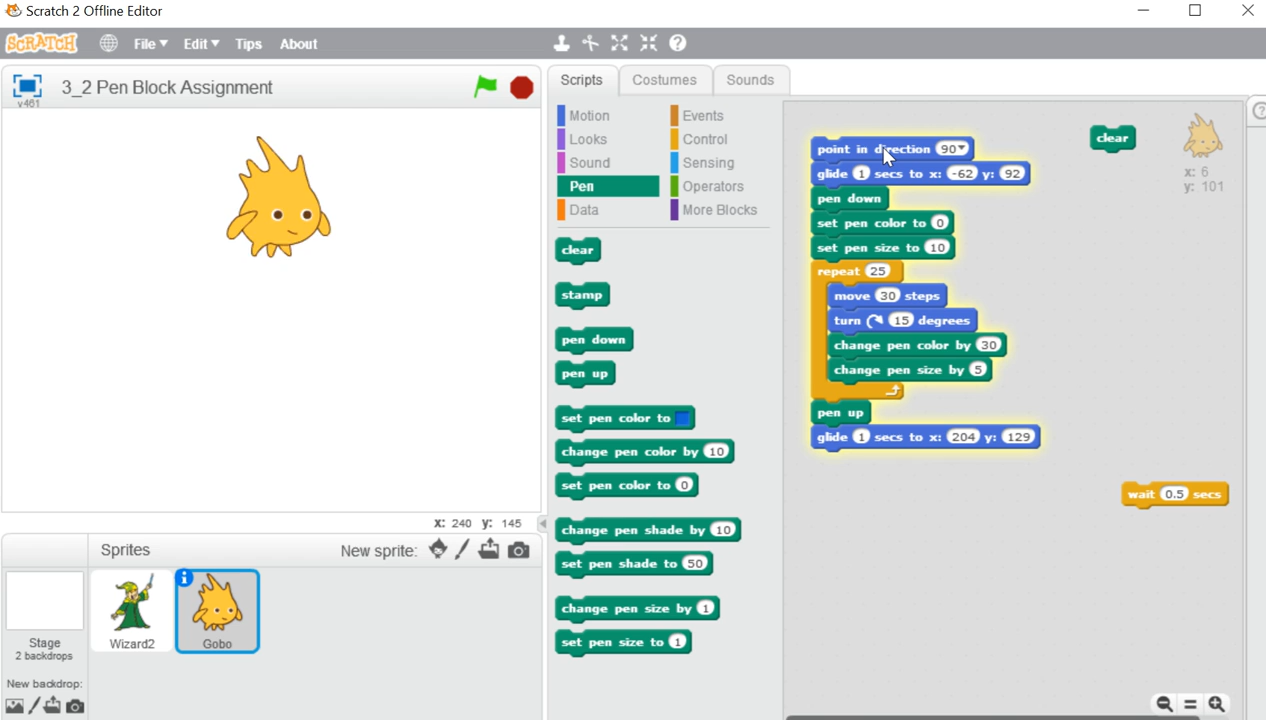 Scratch 2 Offline Editor
SCRATCH File Edit Tips About
v461 3_2 Pen Block Assignment
Scripts Costumes Sounds
Motion Events
Looks Control
Sound Sensing
Pen Operators
Data More Blocks
clear
stamp
pen down
pen up
set pen color to
change pen color by 10
set pen color to 0
change pen shade by 10
set pen shade to 50
change pen size by 1
set pen size to 1
point in direction 90
glide 1 secs to x: -62 y: 92
pen down
set pen color to 0
set pen size to 10
repeat 25
move 30 steps
turn 15 degrees
change pen color by 30
change pen size by 5
pen up
glide 1 secs to x: 204 y: 129
clear
x: 6
y: 101
wait 0.5 secs
x: 240 y: 145
Sprites New sprite:
Wizard2
Gobo
Stage
2 backdrops
New backdrop: